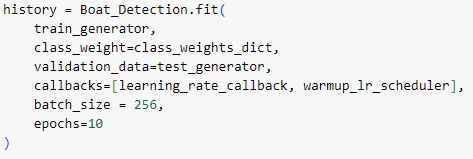 history = Boat_Detection.fit(
    train_generator,
    class_weight=class_weights_dict,
    validation_data=test_generator,
    callbacks=[learning_rate_callback, warmup_lr_scheduler],
    batch_size = 256,
    epochs=10
)